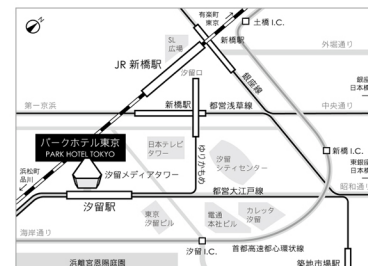 N
有楽町
東京
土橋 I.C.
SL
広場
新橋駅
外堀通り
JR 新橋駅
汐留口
銀座線
銀座
日本橋
第一京浜
新橋駅
都営浅草線
中央通り
パークホテル東京
PARK HOTEL TOKYO
日本テレビ
タワー
ゆりかもめ
汐留
シティセンター
新橋 I.C.
浜松町
品川
汐留メディアタワー
東銀座
日本橋
都営大江戸線
昭和通り
汐留駅
東京
汐留ビル
電通
本社ビル
カレッタ
汐留
海岸通り
汐留 I.C.
首都高速都心環状線
浜離宮恩賜庭園
築地市場駅